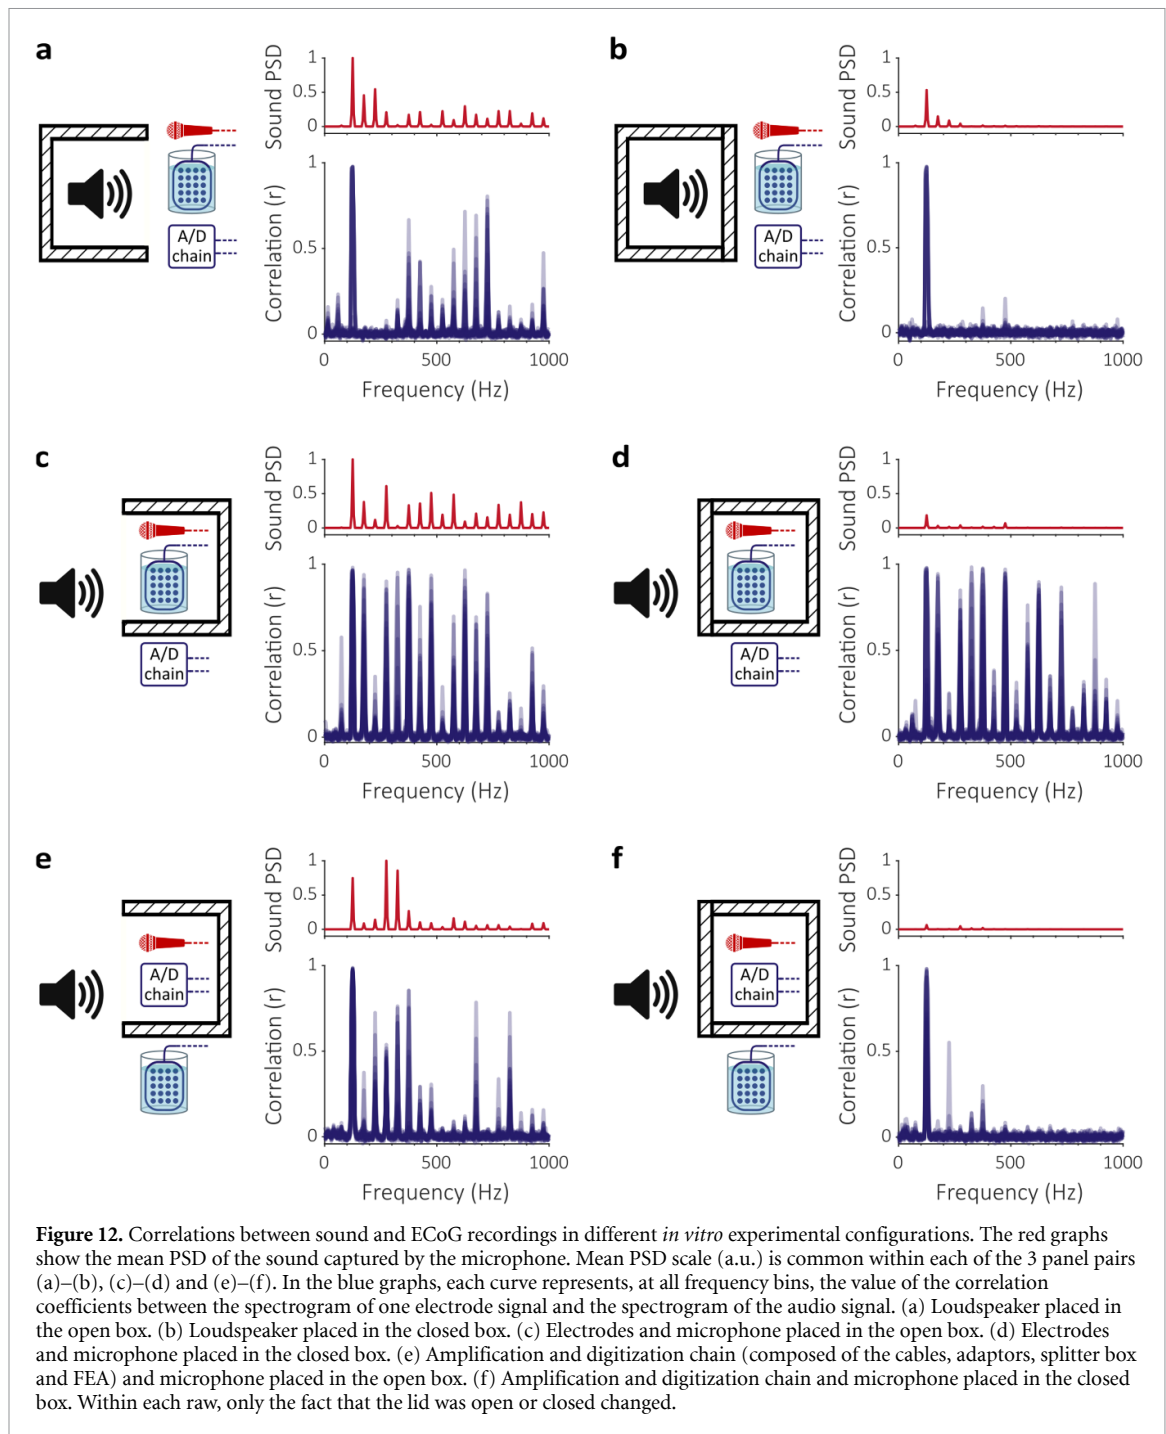 a
Sound PSD
1
0.5
0
A/D
chain
Correlation (r)
1
0.5
0
0
500
1000
Frequency (Hz)
b
Sound PSD
1
0.5
0
A/D
chain
Correlation (r)
1
0.5
0
0
500
1000
Frequency (Hz)
c
Sound PSD
1
0.5
0
A/D
chain
Correlation (r)
1
0.5
0
0
500
1000
Frequency (Hz)
d
Sound PSD
1
0.5
0
A/D
chain
Correlation (r)
1
0.5
0
0
500
1000
Frequency (Hz)
e
Sound PSD
1
0.5
0
A/D
chain
Correlation (r)
1
0.5
0
0
500
1000
Frequency (Hz)
f
Sound PSD
1
0.5
0
A/D
chain
Correlation (r)
1
0.5
0
0
500
1000
Frequency (Hz)
Figure 12. Correlations between sound and ECoG recordings in different in vitro experimental configurations. The red graphs
show the mean PSD of the sound captured by the microphone. Mean PSD scale (a.u.) is common within each of the 3 panel pairs
(a)–(b), (c)–(d) and (e)–(f). In the blue graphs, each curve represents, at all frequency bins, the value of the correlation
coefficients between the spectrogram of one electrode signal and the spectrogram of the audio signal. (a) Loudspeaker placed in
the open box. (b) Loudspeaker placed in the closed box. (c) Electrodes and microphone placed in the open box. (d) Electrodes
and microphone placed in the closed box. (e) Amplification and digitization chain (composed of the cables, adaptors, splitter box
and FEA) and microphone placed in the open box. (f) Amplification and digitization chain and microphone placed in the closed
box. Within each raw, only the fact that the lid was open or closed changed.